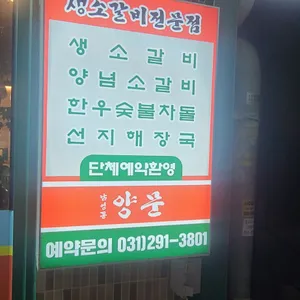 생소갈비전문점
생소갈비
양념소갈비
한우숯불차돌
선지해장국
단체예약환영
양문
예약문의 031)291-3801